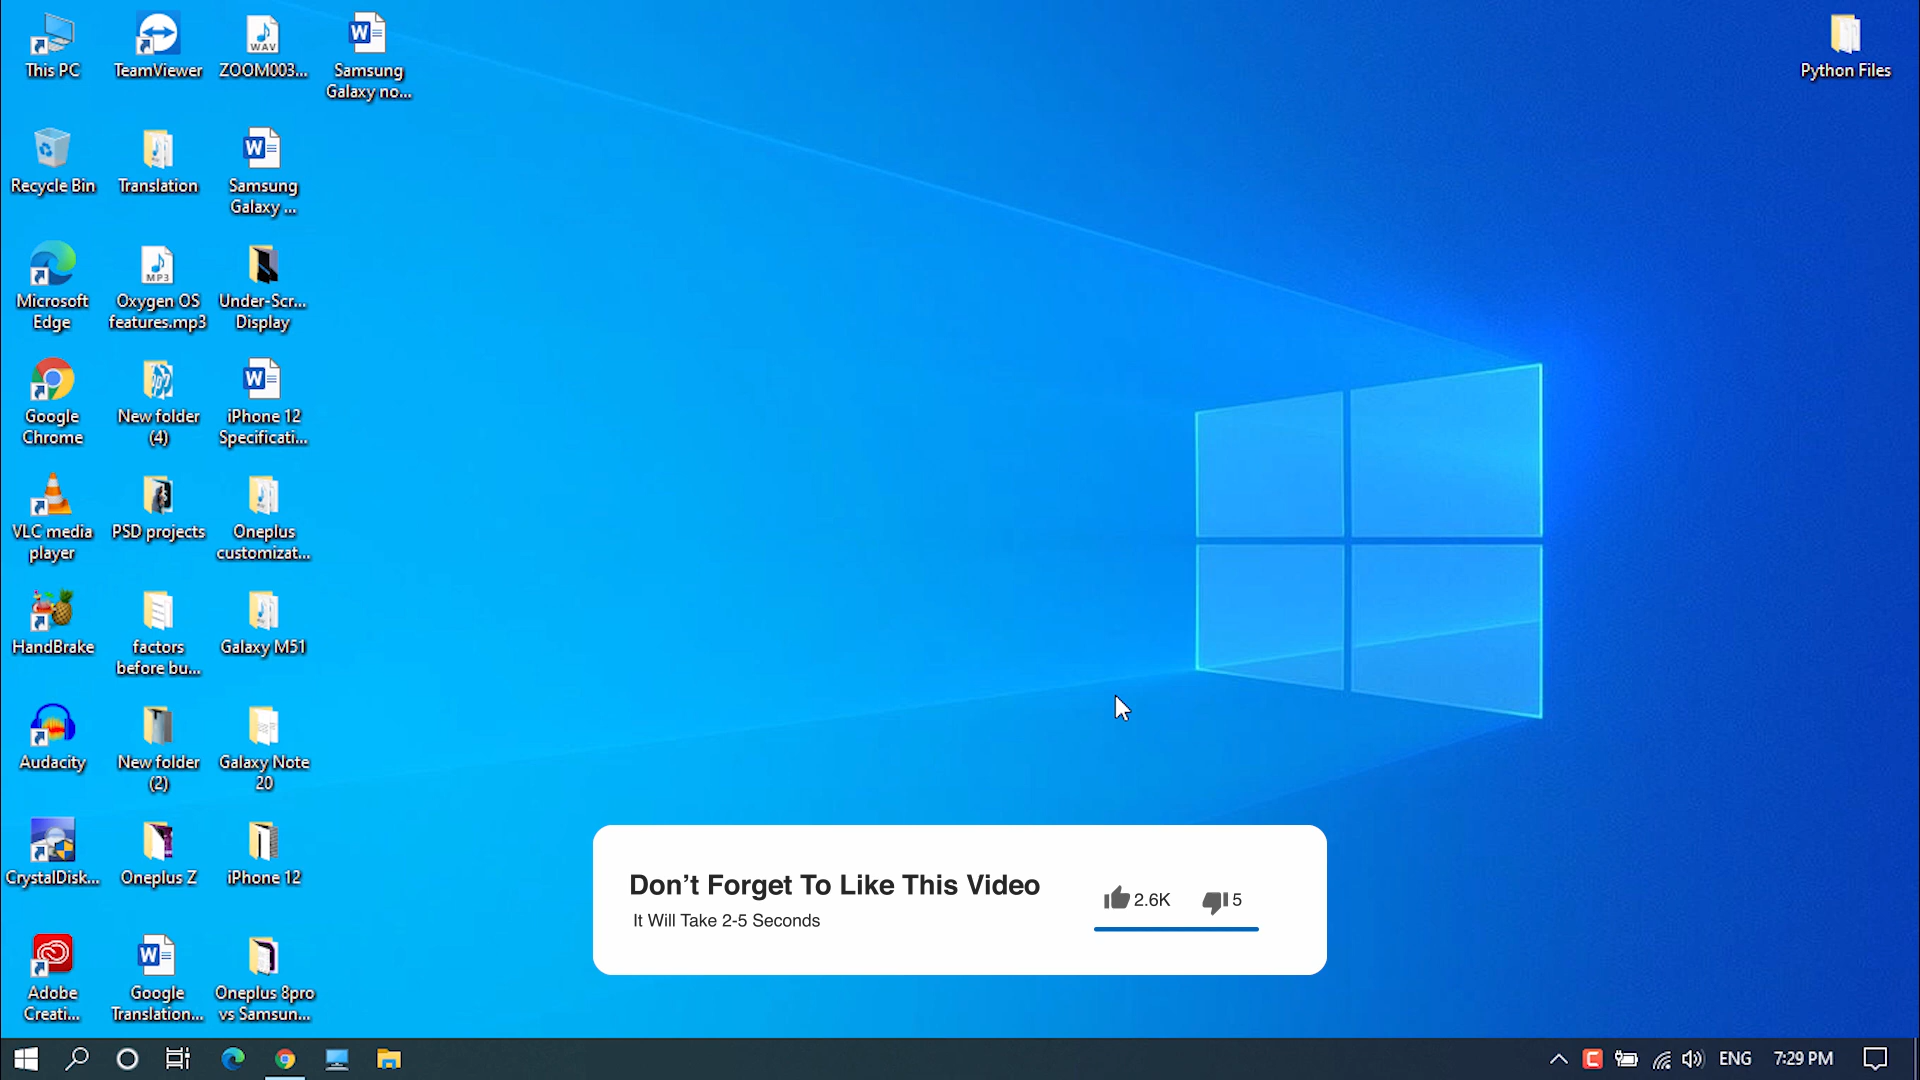 This PC
TeamViewer
WAV
ZOOM003...
W
Samsung
Galaxy no...
Python Files
Recycle Bin
Translation
W
Samsung
Galaxy ...
Microsoft
Edge
MP3
Oxygen OS
features.mp3
Under-Scr...
Display
Google
Chrome
hp
New folder
(4)
W
iPhone 12
Specificati...
VLC media
player
PSD projects
Oneplus
customizat...
HandBrake
factors
before bu...
Galaxy M51
Audacity
New folder
(2)
Galaxy Note
20
CrystalDisk...
Oneplus Z
iPhone 12
Don’t Forget To Like This Video
It Will Take 2-5 Seconds
2.6K
5
Adobe
Creati...
W
Google
Translation...
Oneplus 8pro
vs Samsun...
C
ENG
7:29 PM